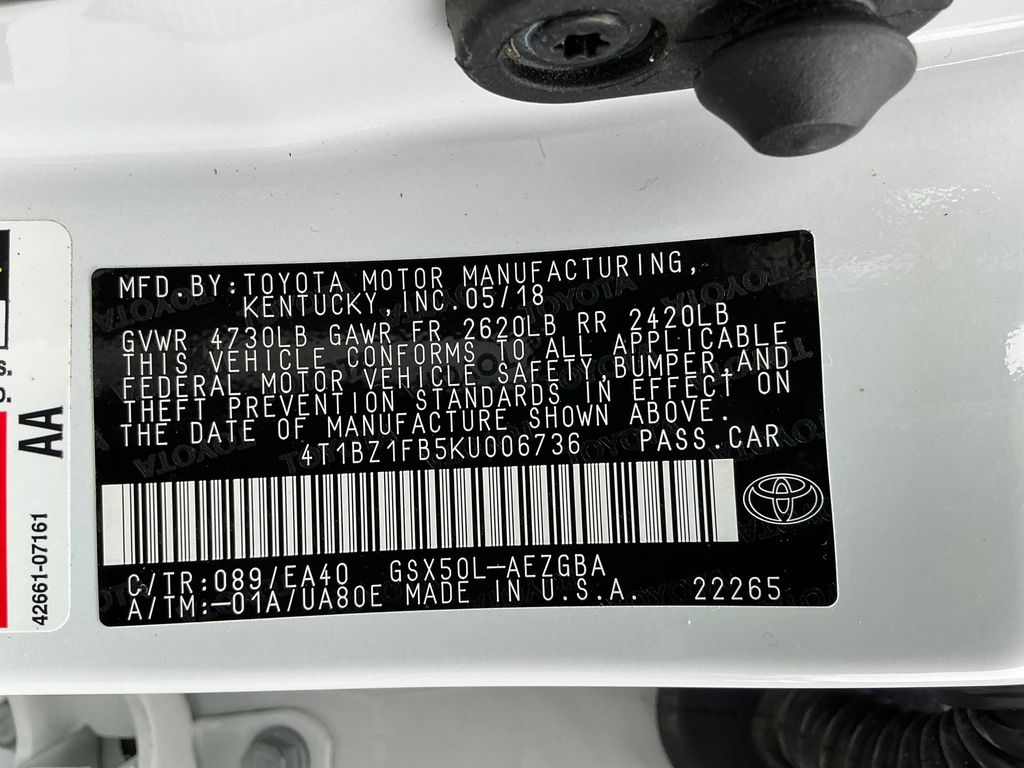 MFD.BY:TOYOTA MOTOR MANUFACTURING,
KENTUCKY,INC.05/18
GVWR 4730LB GAWR FR 2620LB RR 2420LB
THIS VEHICLE CONFORMS TO ALL APPLICABLE
FEDERAL MOTOR VEHICLE SAFETY,BUMPER,AND
THEFT PREVENTION STANDARDS IN EFFECT ON
THE DATE OF MANUFACTURE SHOWN ABOVE.
4T1BZ1FB5KU006736 PASS.CAR
C/TR:089/EA40 GSX50L-AEZGBA
A/TM:-01A/UA80E MADE IN U.S.A. 22265
AA
42661-07161